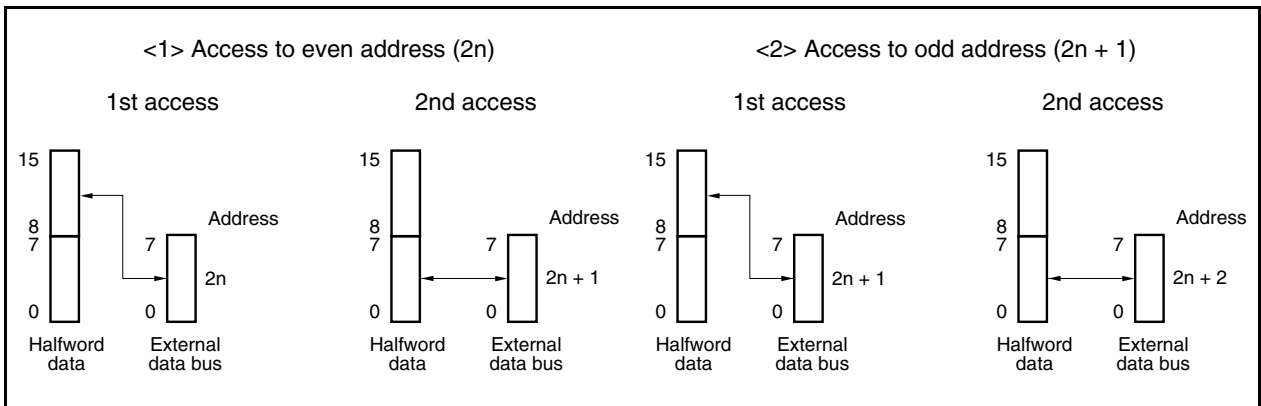 <1> Access to even address (2n)
<2> Access to odd address (2n + 1)
1st access
2nd access
1st access
2nd access
15
8
7
0
Address
7
2n
0
Halfword
data
External
data bus
15
8
7
0
Address
7
2n + 1
0
Halfword
data
External
data bus
15
8
7
0
Address
7
2n + 1
0
Halfword
data
External
data bus
15
8
7
0
Address
7
2n + 2
0
Halfword
data
External
data bus